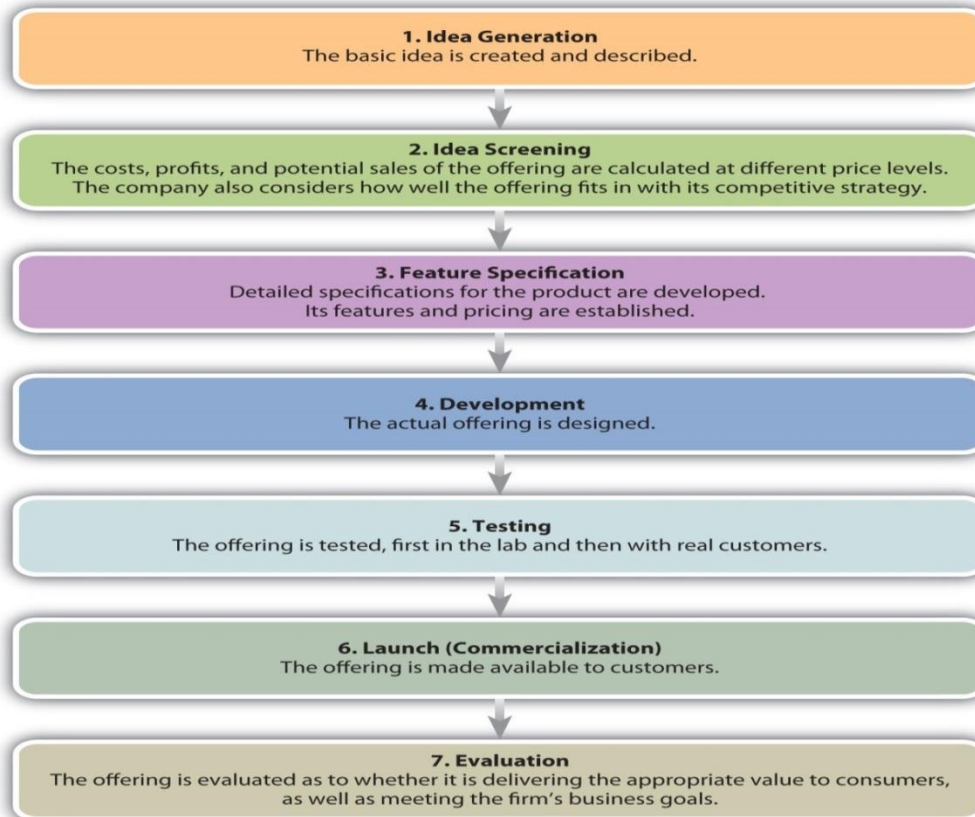 1. Idea Generation
The basic idea is created and described.
2. Idea Screening
The costs, profits, and potential sales of the offering are calculated at different price levels.
The company also considers how well the offering fits in with its competitive strategy.
3. Feature Specification
Detailed specifications for the product are developed.
Its features and pricing are established.
4. Development
The actual offering is designed.
5. Testing
The offering is tested, first in the lab and then with real customers.
6. Launch (Commercialization)
The offering is made available to customers.
7. Evaluation
The offering is evaluated as to whether it is delivering the appropriate value to consumers,
as well as meeting the firm’s business goals.